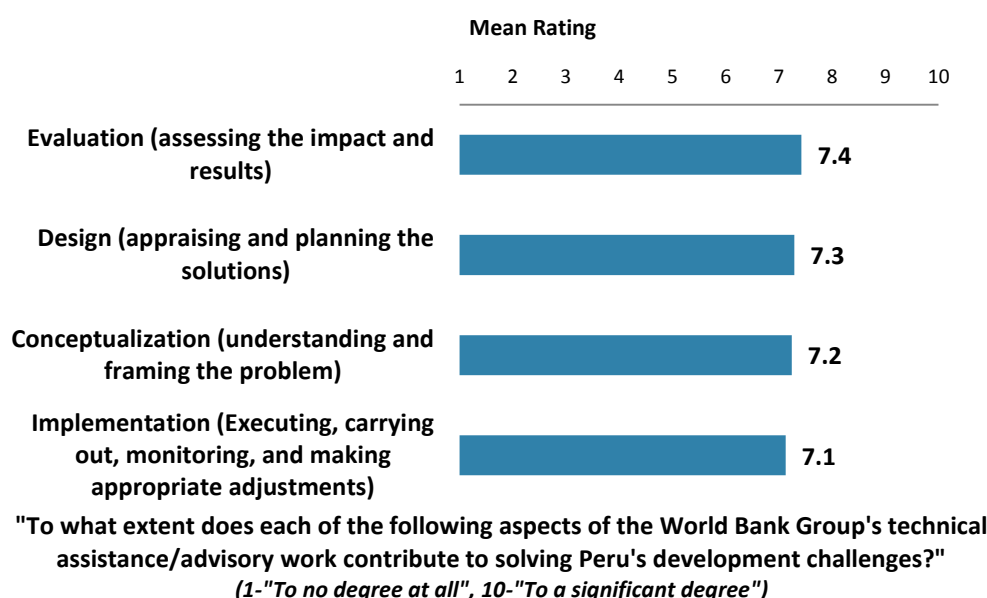 Mean Rating
1 2 3 4 5 6 7 8 9 10
Evaluation (assessing the impact and
results)
7.4
Design (appraising and planning the
solutions)
7.3
Conceptualization (understanding and
framing the problem)
7.2
Implementation (Executing, carrying
out, monitoring, and making
appropriate adjustments)
7.1
"To what extent does each of the following aspects of the World Bank Group's technical
assistance/advisory work contribute to solving Peru's development challenges?"
(1-"To no degree at all", 10-"To a significant degree")